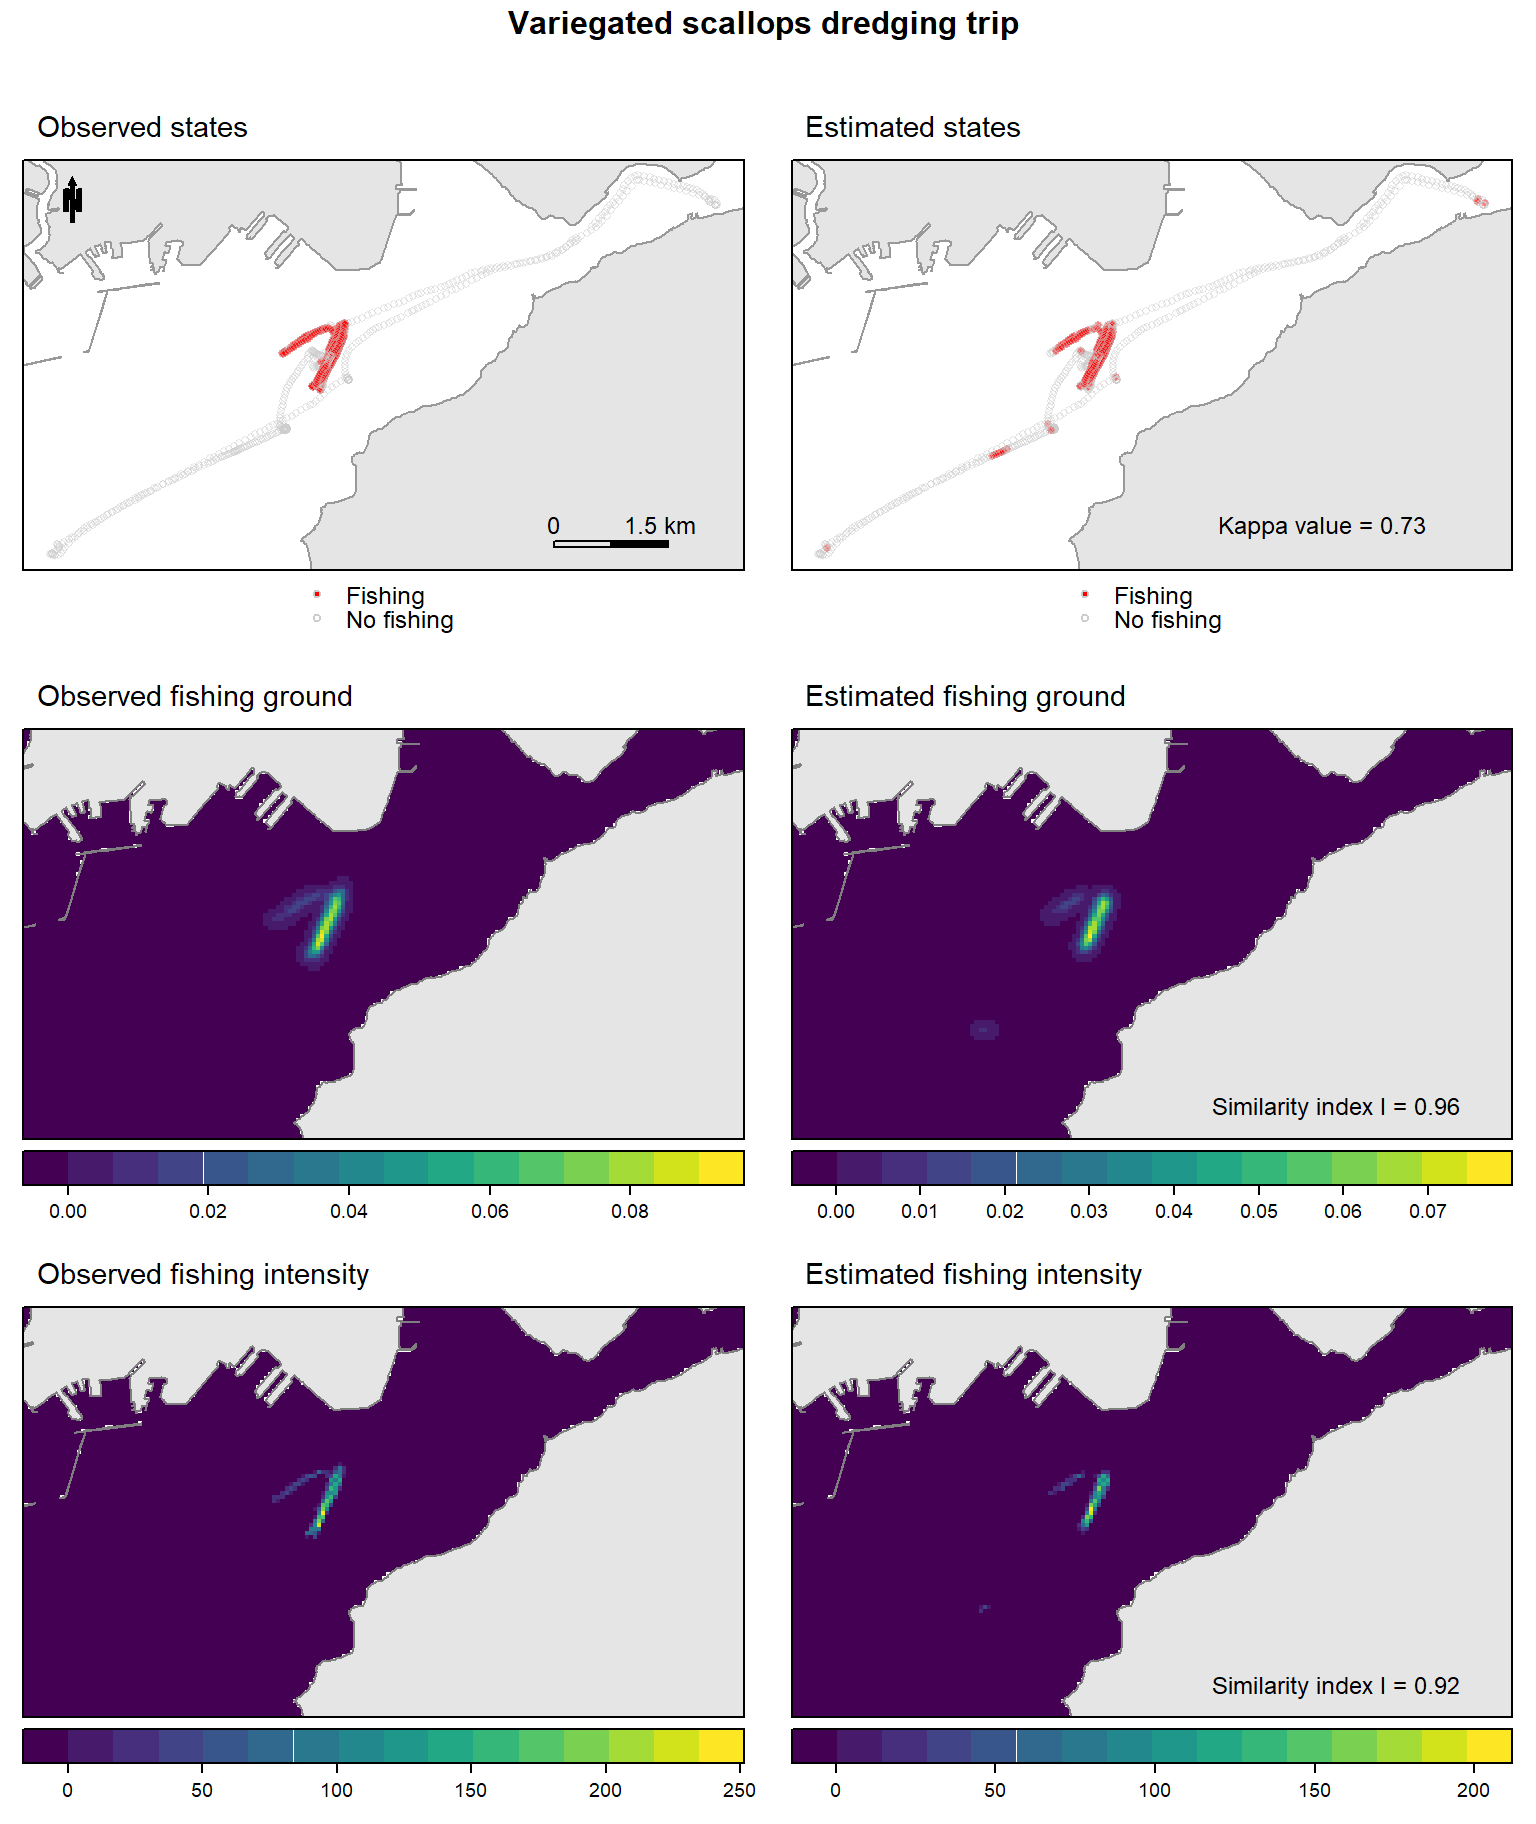 Variegated scallops dredging trip
Observed states
Estimated states
N
0 1.5 km
Kappa value = 0.73
Fishing
No fishing
Fishing
No fishing
Observed fishing ground
Estimated fishing ground
Similarity index I = 0.96
0.00 0.02 0.04 0.06 0.08
0.00 0.01 0.02 0.03 0.04 0.05 0.06 0.07
Observed fishing intensity
Estimated fishing intensity
Similarity index I = 0.92
0 50 100 150 200 250
0 50 100 150 200